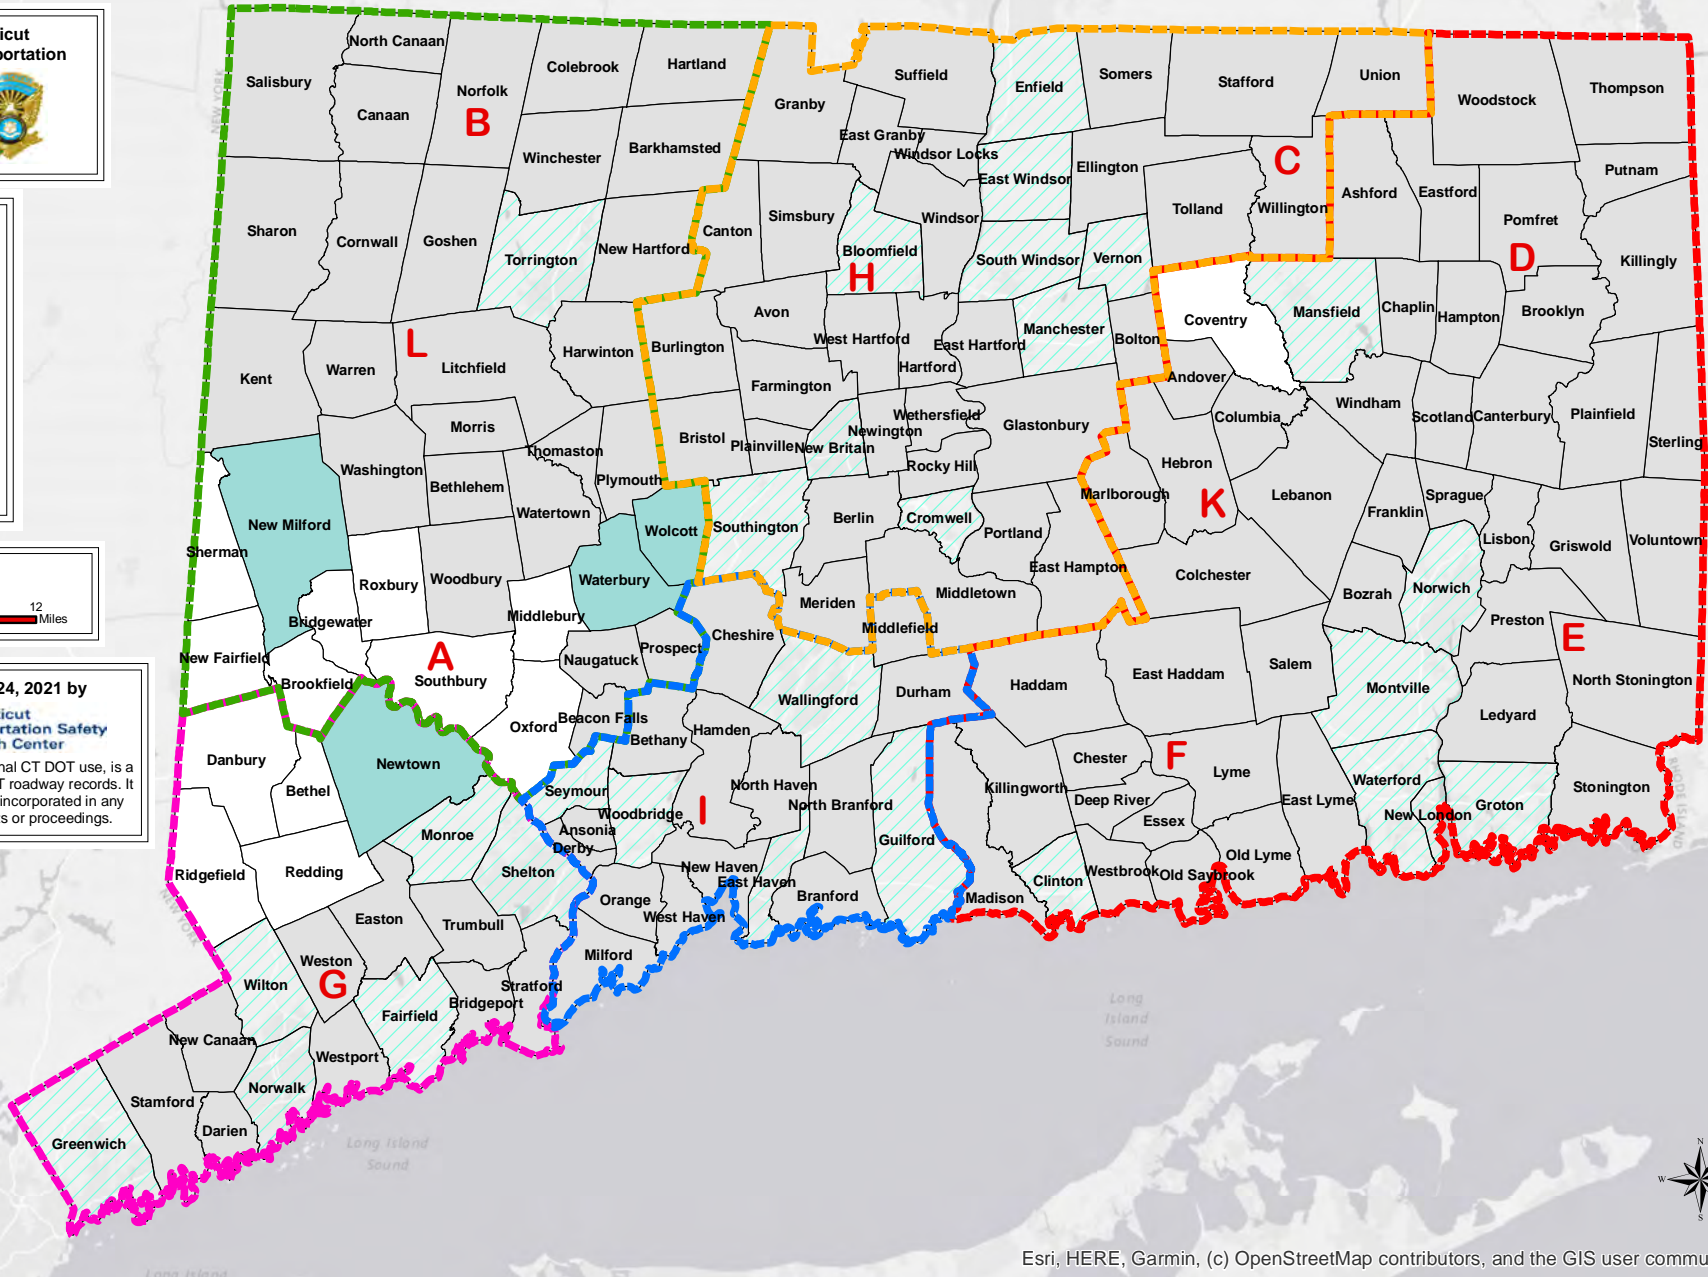 icut
portation
12
Miles
24, 2021 by
icut
rtation Safety
h Center
nal CT DOT use, is a
T roadway records. It
incorporated in any
s or proceedings.
NEW YORK
North Canaan
Salisbury
Canaan
Norfolk
B
Colebrook
Hartland
Winchester
Barkhamsted
Granby
Suffield
East Granby
Windsor Locks
Enfield
Somers
Stafford
Union
Woodstock
Thompson
East Windsor
Ellington
C
Willington
Tolland
Ashford
Eastford
Putnam
Pomfret
D
Killingly
Sharon
Cornwall
Goshen
Torrington
New Hartford
Canton
Simsbury
Bloomfield
H
Windsor
South Windsor
Vernon
Coventry
Mansfield
Chaplin
Hampton
Brooklyn
Kent
Warren
L
Litchfield
Harwinton
Burlington
Avon
West Hartford
Hartford
East Hartford
Manchester
Bolton
Andover
Columbia
Windham
Scotland
Canterbury
Plainfield
Sterling
Farmington
Morris
Washington
Bethlehem
Thomaston
Plymouth
Bristol
Plainville
New Britain
Newington
Wethersfield
Rocky Hill
Glastonbury
Hebron
Marlborough
K
Lebanon
Franklin
Sprague
Lisbon
Griswold
Voluntown
New Milford
Watertown
Wolcott
Southington
Berlin
Cromwell
Portland
East Hampton
Colchester
Bozrah
Norwich
Preston
E
North Stonington
Sherman
Roxbury
Woodbury
Waterbury
Middlebury
Bridgewater
New Fairfield
Brookfield
A
Southbury
Naugatuck
Prospect
Cheshire
Meriden
Middlefield
Middletown
Haddam
East Haddam
Salem
Montville
Ledyard
Wallingford
Durham
Oxford
Beacon Falls
Bethany
Hamden
Danbury
Bethel
Newtown
Seymour
Woodbridge
Ansonia
Derby
I
North Haven
North Branford
Guilford
Killingworth
Chester
Deep River
Essex
F
Lyme
East Lyme
Waterford
New London
Groton
Stonington
RHODE ISLAND
Monroe
Shelton
Ridgefield
Redding
Easton
Trumbull
Orange
New Haven
East Haven
West Haven
Branford
Madison
Clinton
Westbrook
Old Saybrook
Old Lyme
NEW YORK
Wilton
Weston
G
Fairfield
Bridgeport
Stratford
Milford
New Canaan
Westport
Norwalk
Stamford
Darien
Greenwich
Long Island
Sound
Long
Island
Sound
Long Island
N
W
S
Esri, HERE, Garmin, (c) OpenStreetMap contributors, and the GIS user commu